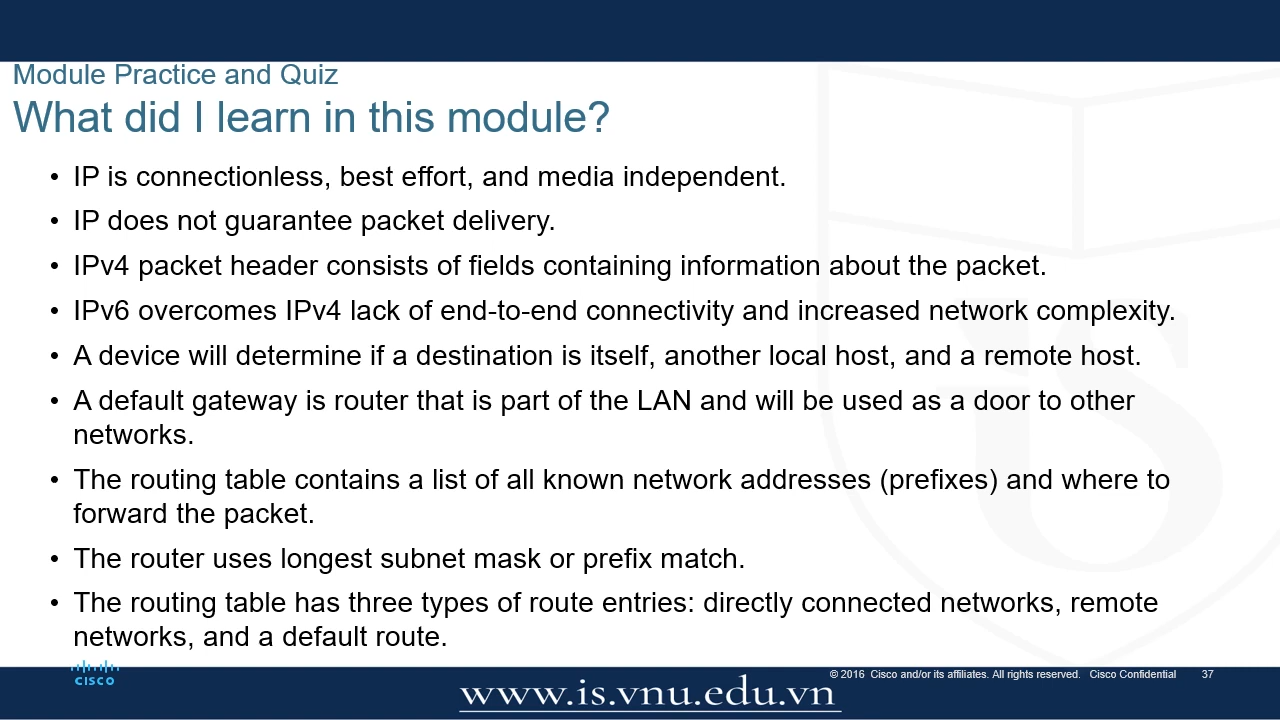 Module Practice and Quiz
What did I learn in this module?
• IP is connectionless, best effort, and media independent.
• IP does not guarantee packet delivery.
• IPv4 packet header consists of fields containing information about the packet.
• IPv6 overcomes IPv4 lack of end-to-end connectivity and increased network complexity.
• A device will determine if a destination is itself, another local host, and a remote host.
• A default gateway is router that is part of the LAN and will be used as a door to other
networks.
• The routing table contains a list of all known network addresses (prefixes) and where to
forward the packet.
• The router uses longest subnet mask or prefix match.
• The routing table has three types of route entries: directly connected networks, remote
networks, and a default route.
CISCO
© 2016 Cisco and/or its affiliates. All rights reserved. Cisco Confidential 37
www.is.vnu.edu.vn
iS